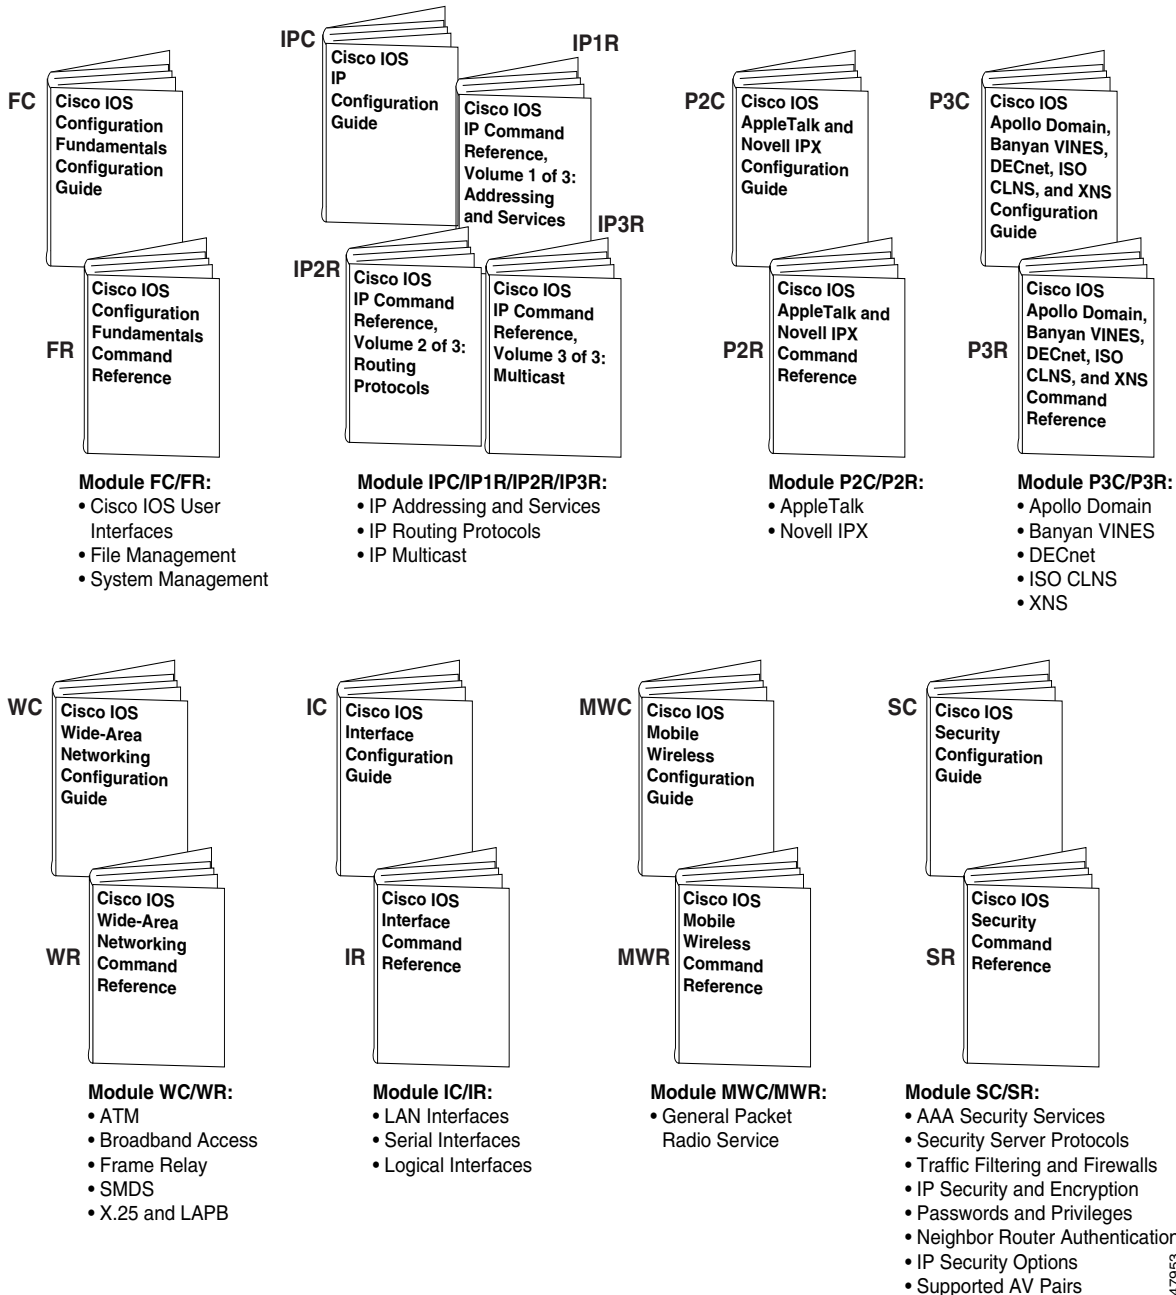 FC
Cisco IOS
Configuration
Fundamentals
Configuration
Guide
FR
Cisco IOS
Configuration
Fundamentals
Command
Reference
Module FC/FR:
• Cisco IOS User
Interfaces
• File Management
• System Management
IPC
Cisco IOS
IP
Configuration
Guide
IP1R
Cisco IOS
IP Command
Reference,
Volume 1 of 3:
Addressing
and Services
IP2R
Cisco IOS
IP Command
Reference,
Volume 2 of 3:
Routing
Protocols
IP3R
Cisco IOS
IP Command
Reference,
Volume 3 of 3:
Multicast
Module IPC/IP1R/IP2R/IP3R:
• IP Addressing and Services
• IP Routing Protocols
• IP Multicast
P2C
Cisco IOS
AppleTalk and
Novell IPX
Configuration
Guide
P2R
Cisco IOS
AppleTalk and
Novell IPX
Command
Reference
Module P2C/P2R:
• AppleTalk
• Novell IPX
P3C
Cisco IOS
Apollo Domain,
Banyan VINES,
DECnet, ISO
CLNS, and XNS
Configuration
Guide
P3R
Cisco IOS
Apollo Domain,
Banyan VINES,
DECnet, ISO
CLNS, and XNS
Command
Reference
Module P3C/P3R:
• Apollo Domain
• Banyan VINES
• DECnet
• ISO CLNS
• XNS
WC
Cisco IOS
Wide-Area
Networking
Configuration
Guide
WR
Cisco IOS
Wide-Area
Networking
Command
Reference
Module WC/WR:
• ATM
• Broadband Access
• Frame Relay
• SMDS
• X.25 and LAPB
IC
Cisco IOS
Interface
Configuration
Guide
IR
Cisco IOS
Interface
Command
Reference
Module IC/IR:
• LAN Interfaces
• Serial Interfaces
• Logical Interfaces
MWC
Cisco IOS
Mobile
Wireless
Configuration
Guide
MWR
Cisco IOS
Mobile
Wireless
Command
Reference
Module MWC/MWR:
• General Packet
Radio Service
SC
Cisco IOS
Security
Configuration
Guide
SR
Cisco IOS
Security
Command
Reference
Module SC/SR:
• AAA Security Services
• Security Server Protocols
• Traffic Filtering and Firewalls
• IP Security and Encryption
• Passwords and Privileges
• Neighbor Router Authentication
• IP Security Options
• Supported AV Pairs
47953